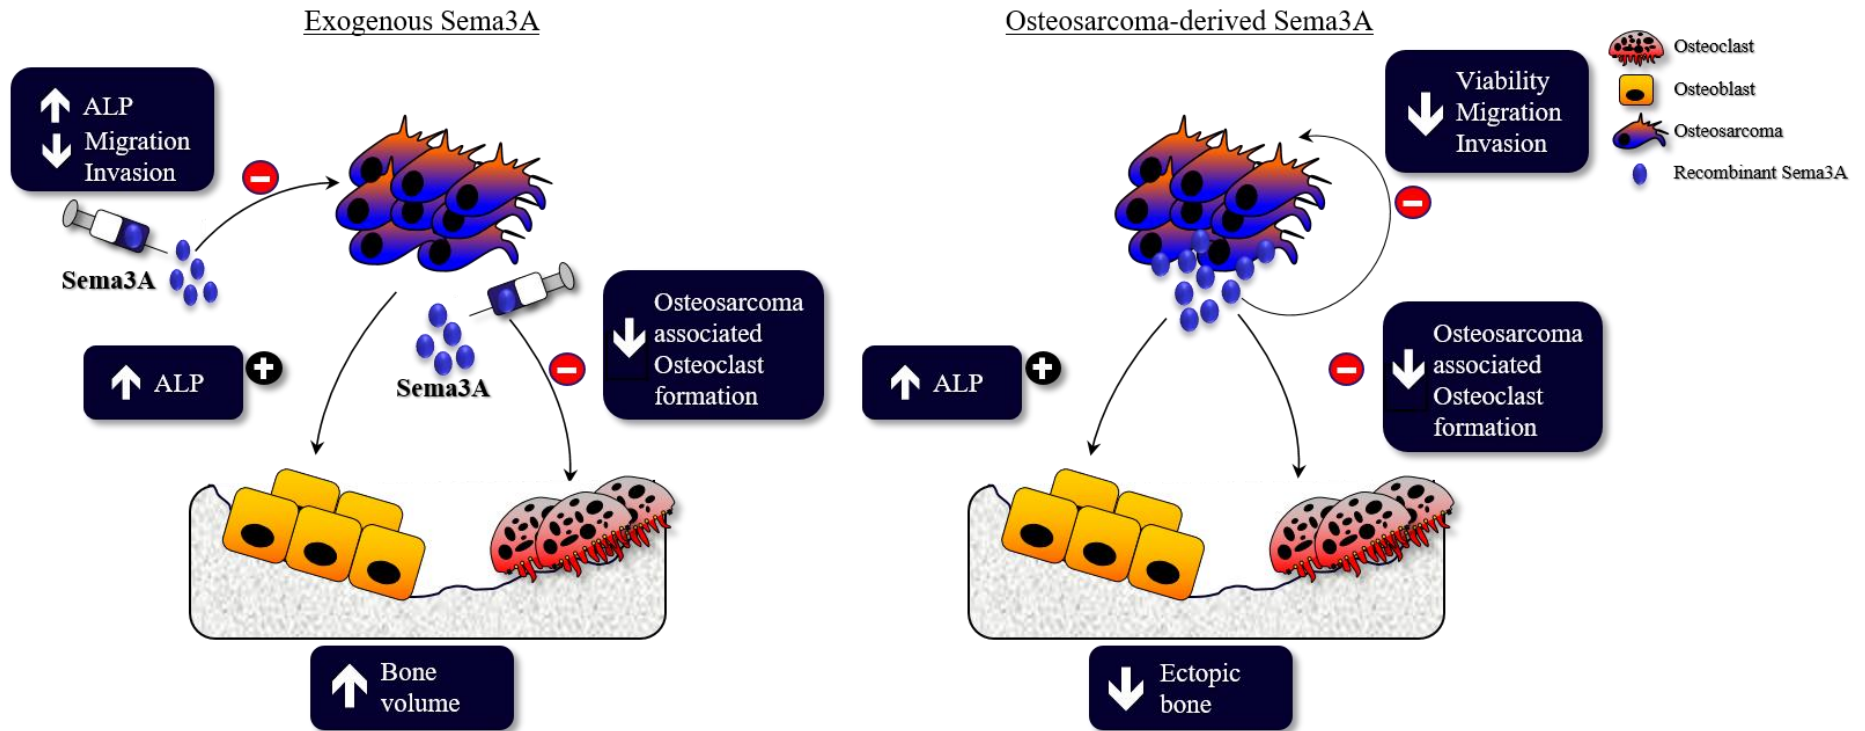 Exogenous Sema3A
ALP
Migration
Invasion
Sema3A
Sema3A
Osteosarcoma
associated
Osteoclast
formation
ALP
Bone
volume
Osteosarcoma-derived Sema3A
Viability
Migration
Invasion
Osteosarcoma
associated
Osteoclast
formation
ALP
Ectopic
bone
Osteoclast
Osteoblast
Osteosarcoma
Recombinant Sema3A